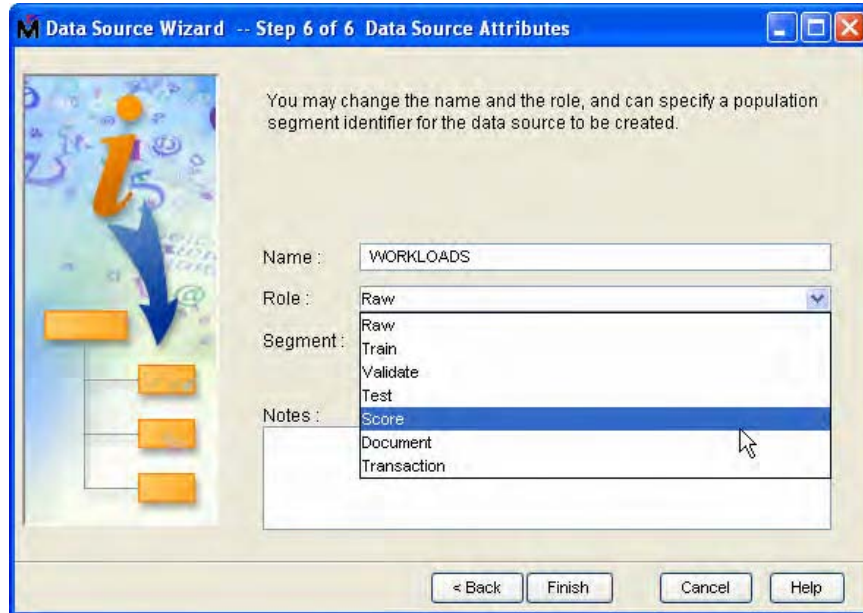 Data Source Wizard -- Step 6 of 6 Data Source Attributes
You may change the name and the role, and can specify a population
segment identifier for the data source to be created.
Name : WORKLOADS
Role : Raw
Raw
Segment : Train
Validate
Test
Notes : Score
Document
Transaction
< Back Finish Cancel Help